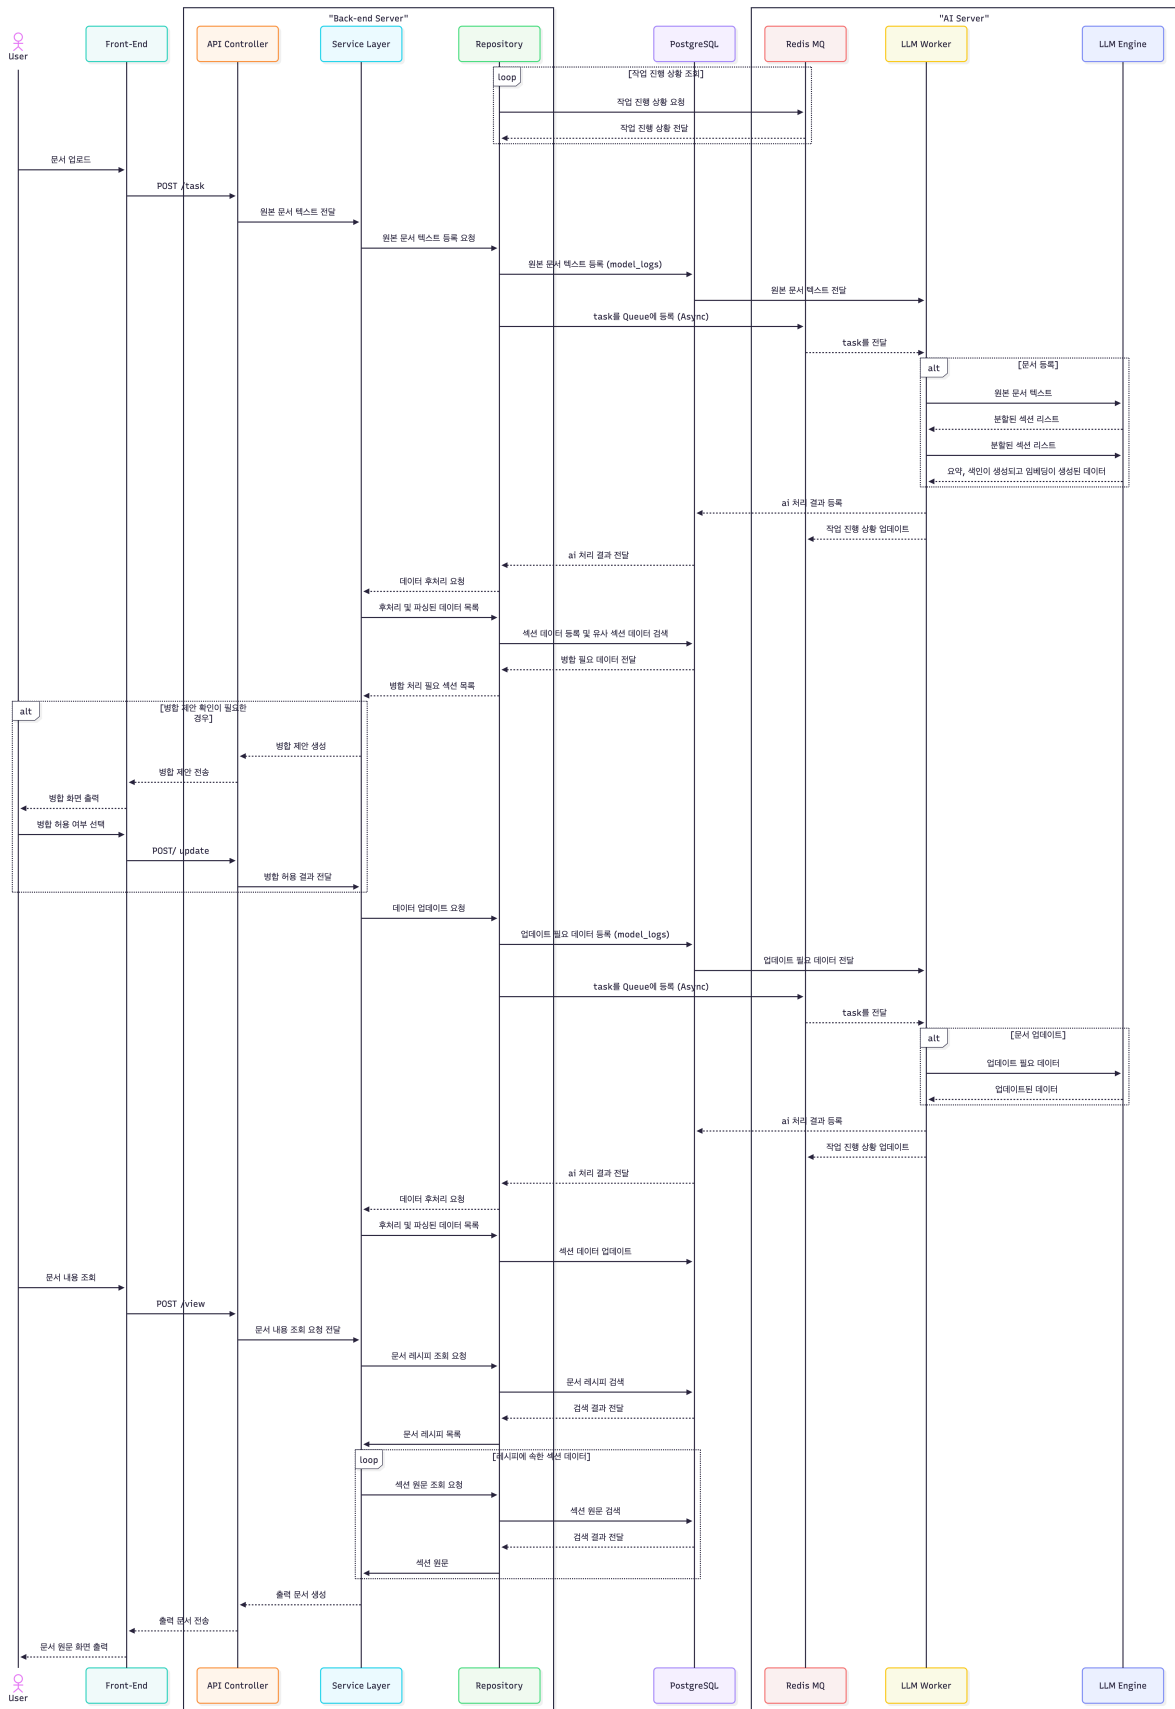 "Back-end Server"
"AI Server"
User
Front-End
API Controller
Service Layer
Repository
PostgreSQL
Redis MQ
LLM Worker
LLM Engine
loop
[작업 진행 상황 조회]
작업 진행 상황 요청
작업 진행 상황 전달
문서 업로드
POST /task
원본 문서 텍스트 전달
원본 문서 텍스트 등록 요청
원본 문서 텍스트 등록 (model_logs)
원본 문서 텍스트 전달
task를 Queue에 등록 (Async)
task를 전달
alt
[문서 등록]
원본 문서 텍스트
분할된 섹션 리스트
분할된 섹션 리스트
요약, 색인이 생성되고 임베딩이 생성된 데이터
ai 처리 결과 등록
작업 진행 상황 업데이트
ai 처리 결과 전달
데이터 후처리 요청
후처리 및 파싱된 데이터 목록
섹션 데이터 등록 및 유사 섹션 데이터 검색
병합 필요 데이터 전달
병합 처리 필요 섹션 목록
alt
[병합 제안 확인이 필요한
경우]
병합 제안 생성
병합 제안 전송
병합 화면 출력
병합 허용 여부 선택
POST/ update
병합 허용 결과 전달
데이터 업데이트 요청
업데이트 필요 데이터 등록 (model_logs)
업데이트 필요 데이터 전달
task를 Queue에 등록 (Async)
task를 전달
alt
[문서 업데이트]
업데이트 필요 데이터
업데이트된 데이터
ai 처리 결과 등록
작업 진행 상황 업데이트
ai 처리 결과 전달
데이터 후처리 요청
후처리 및 파싱된 데이터 목록
섹션 데이터 업데이트
문서 내용 조회
POST /view
문서 내용 조회 요청 전달
문서 레시피 조회 요청
문서 레시피 검색
검색 결과 전달
문서 레시피 목록
loop
[레시피에 속한 섹션 데이터]
섹션 원문 조회 요청
섹션 원문 검색
검색 결과 전달
섹션 원문
출력 문서 생성
출력 문서 전송
문서 원문 화면 출력
User
Front-End
API Controller
Service Layer
Repository
PostgreSQL
Redis MQ
LLM Worker
LLM Engine